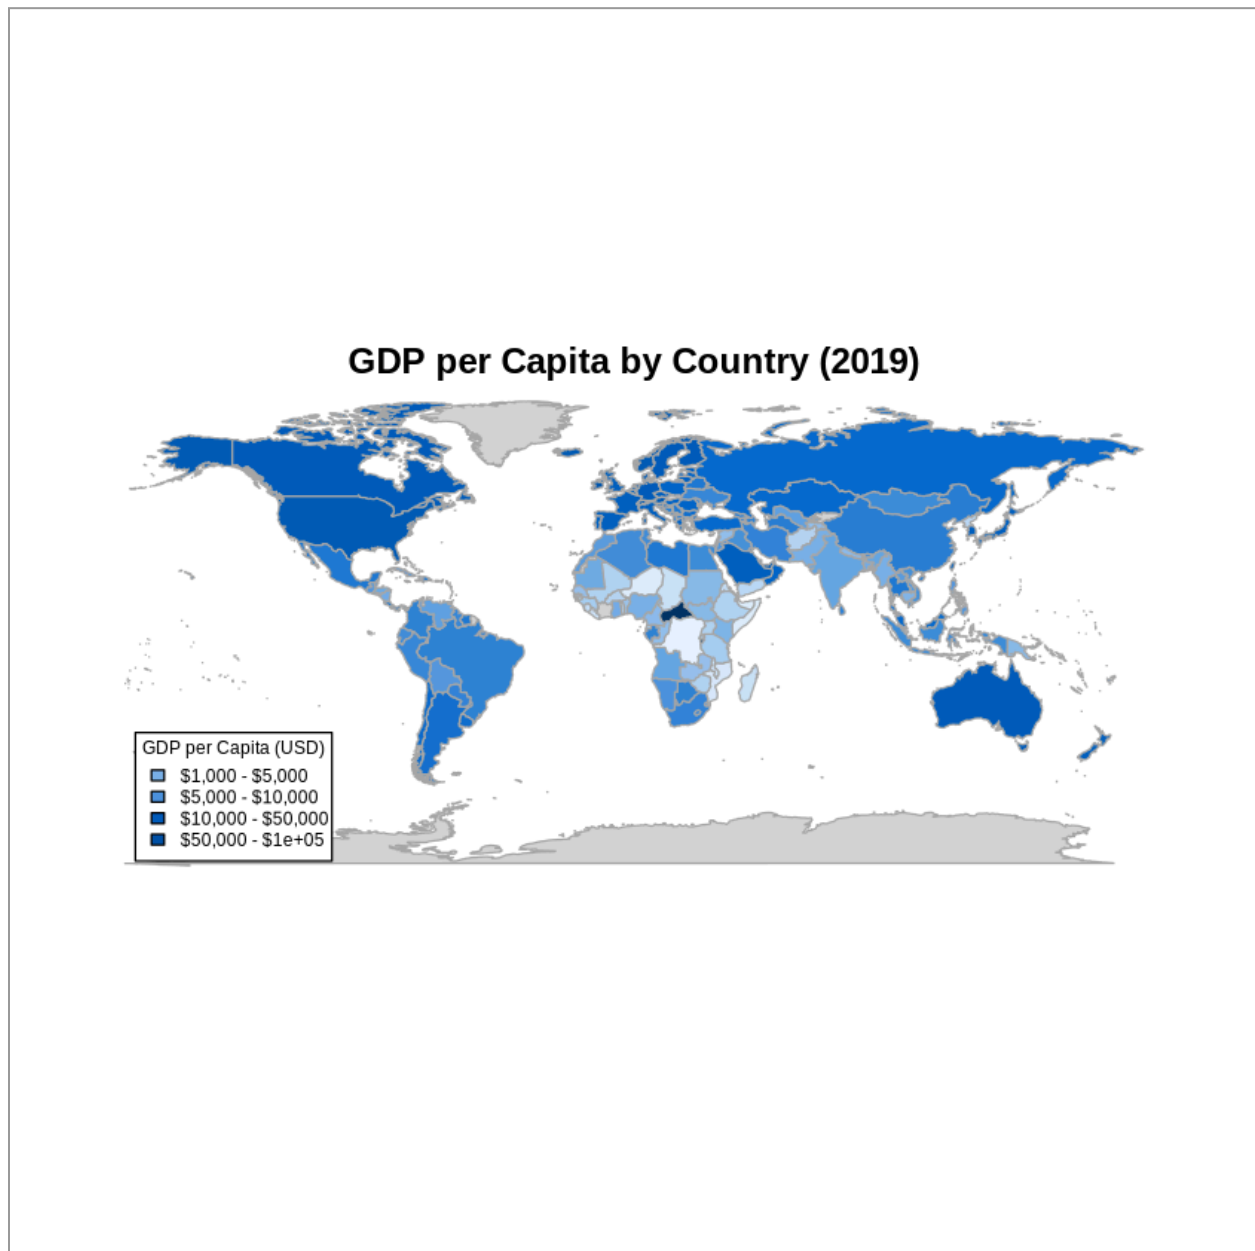 GDP per Capita by Country (2019)
GDP per Capita (USD)
$1,000 - $5,000
$5,000 - $10,000
$10,000 - $50,000
$50,000 - $1e+05